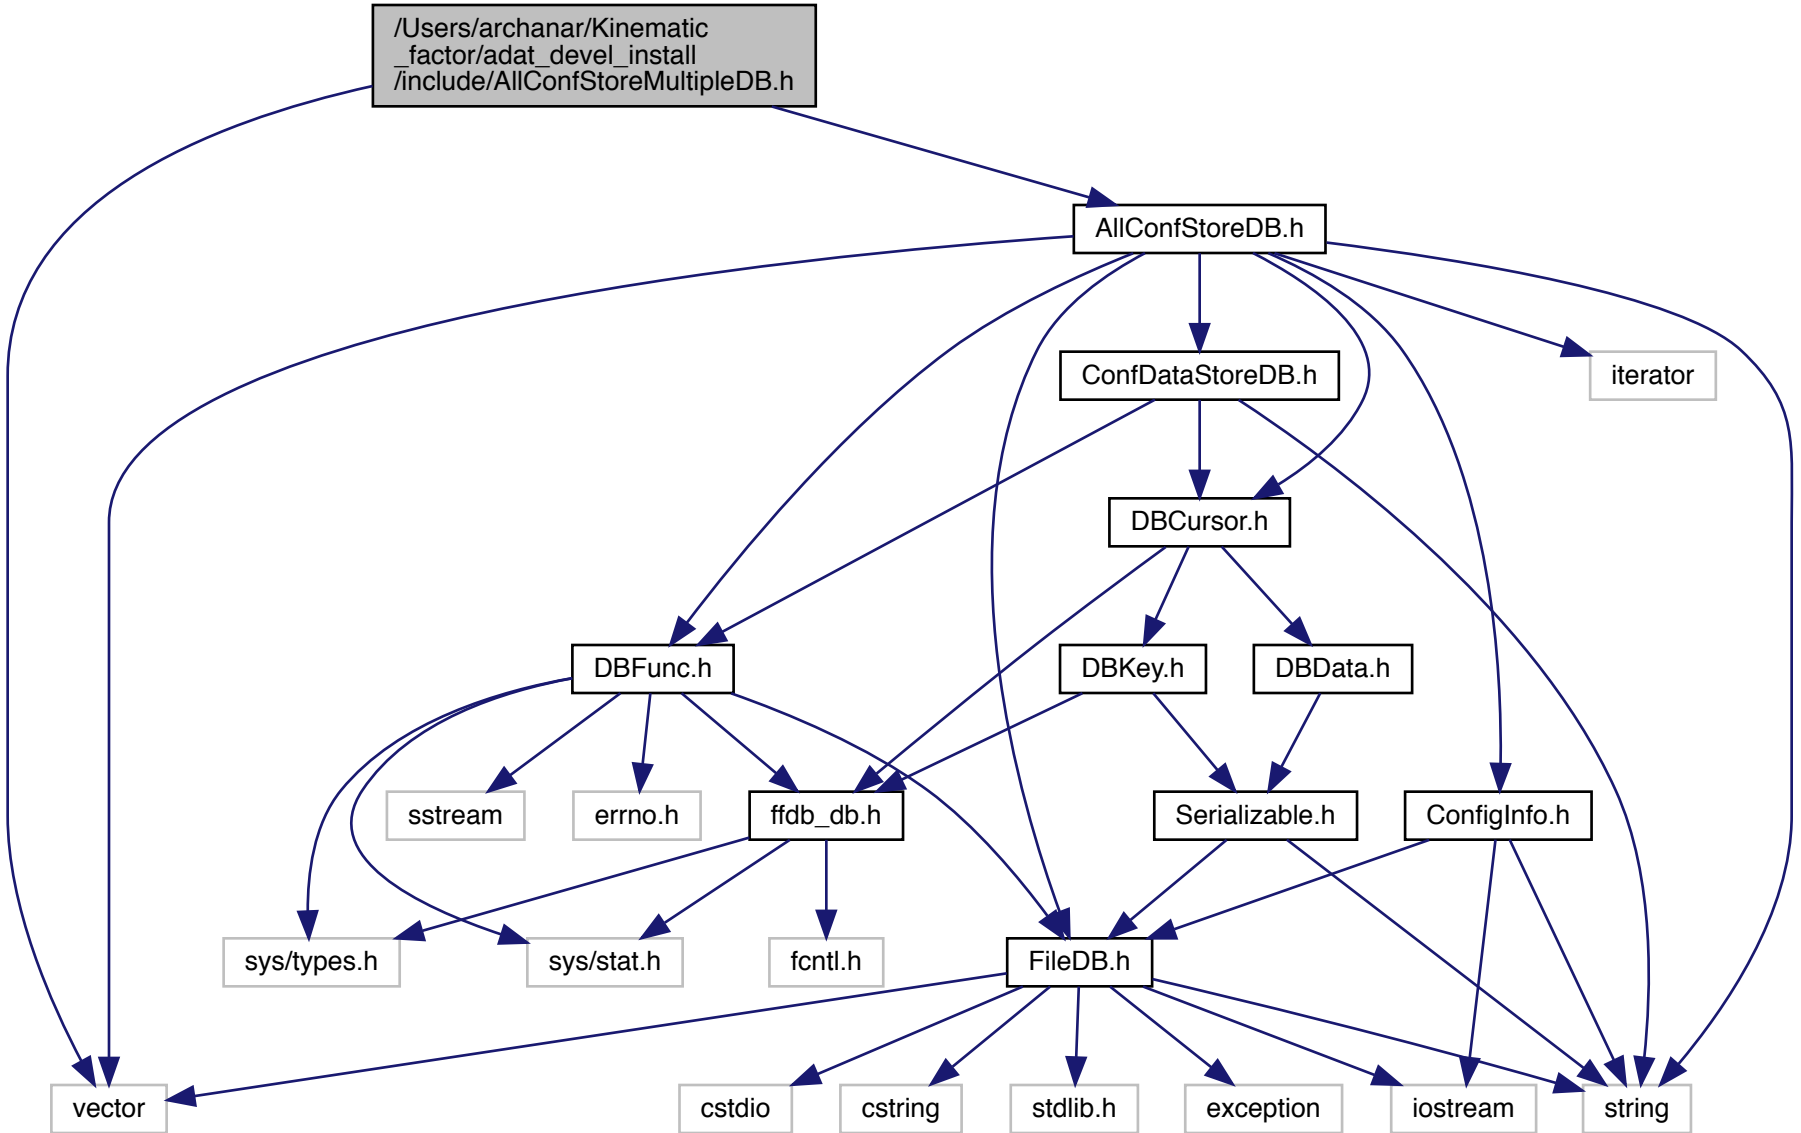 /Users/archanar/Kinematic
_factor/adat_devel_install
/include/AllConfStoreMultipleDB.h
AllConfStoreDB.h
ConfDataStoreDB.h
iterator
DBCursor.h
DBFunc.h
DBKey.h
DBData.h
sstream
errno.h
ffdb_db.h
Serializable.h
ConfigInfo.h
sys/types.h
sys/stat.h
fcntl.h
FileDB.h
vector
cstdio
cstring
stdlib.h
exception
iostream
string